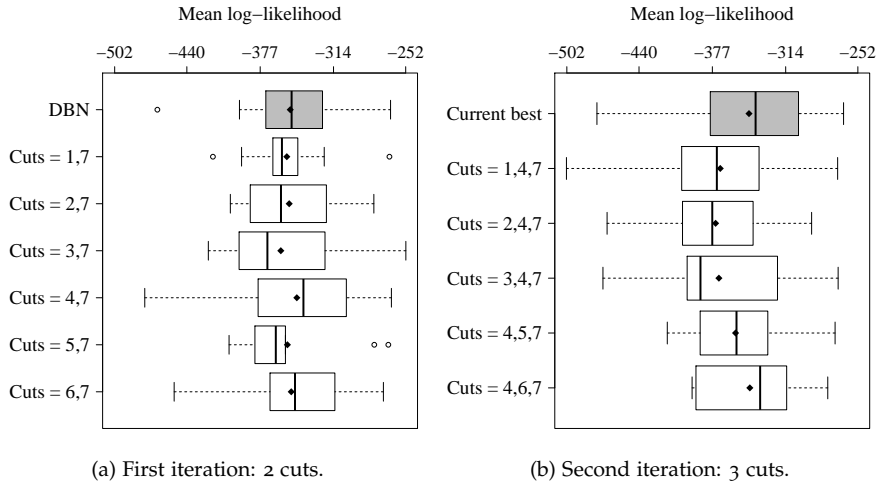 Mean log−likelihood
−502 −440 −377 −314 −252
DBN
Cuts = 1,7
Cuts = 2,7
Cuts = 3,7
Cuts = 4,7
Cuts = 5,7
Cuts = 6,7
(a) First iteration: 2 cuts.
Mean log−likelihood
−502 −440 −377 −314 −252
Current best
Cuts = 1,4,7
Cuts = 2,4,7
Cuts = 3,4,7
Cuts = 4,5,7
Cuts = 4,6,7
(b) Second iteration: 3 cuts.